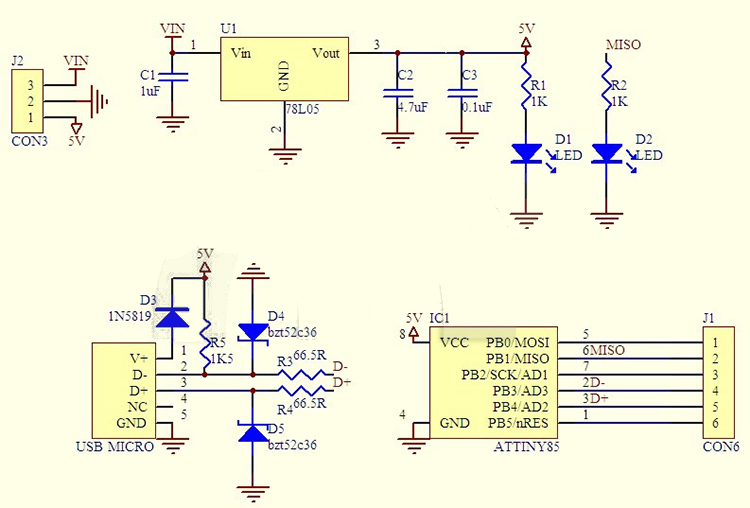 J2
VIN
3
2
1
5V
CON3
VIN
1
C1
1uF
U1
Vin
Vout
GND
78L05
2
3
C2
4.7uF
C3
0.1uF
5V
R1
1K
D1
LED
MISO
R2
1K
D2
LED
5V
D3
1N5819
R5
1K5
D4
bzt52c36
V+
D-
D+
NC
GND
1
2
3
4
5
USB MICRO
R3
66.5R
D-
D+
66.5R
R4
D5
bzt52c36
5V
8
4
IC1
VCC
GND
PB0/MOSI
PB1/MISO
PB2/SCK/AD1
PB3/AD3
PB4/AD2
PB5/nRES
ATTINY85
5
6 MISO
7
2 D-
3 D+
1
J1
1
2
3
4
5
6
CON6